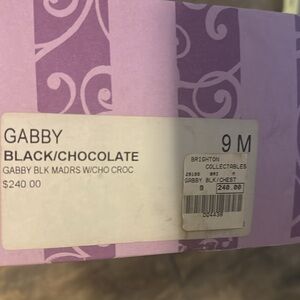 GABBY
9 M
BLACK/CHOCOLATE
GABBY BLK MADRS W/CHO CROC
$240.00
BRIGHTON
COLLECTABLES
GABBY BLK/CHEST
240.00